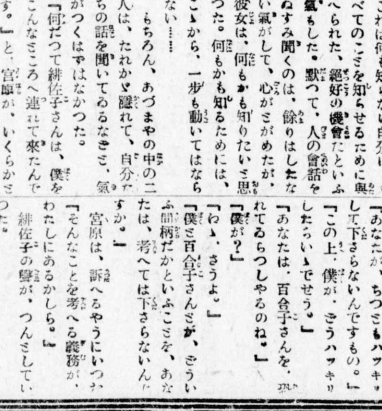 れは何も知らない自分に
べてのことを知らせるために與
へられた、絶好の機會だといふ
氣もした。默つて、人の會話を
ぬすみ聞くのは、餘りはしたな
い氣がして、心がとがめたが、
彼女は、何もかも知りたいと思
つた。何もかも知るためには、
こゝから、一歩も動いてはなら
ない……
もちろん、あづまやの中の二
人は、たれかゞ隱れて、自分た
ちの話を聞いてゐるなぞと、氣
がつくはずはなかつた。
『何だつて緋佐子さんは、僕を
こんなところへ連れて來たんで
す。』と、宮原が、いくらか
『あなたが、ちつともハッキリ
して下さらないんですもの。』
『この上、僕が、どうハッキリ
したらいゝでせう。』
『あなたは、百合子さんを、恐
れてゐらつしやるのね。』
『僕が?』
『えゝ、さうよ。』
『僕と百合子さんとが、どうい
ふ間柄だかといふことを、あな
たは、考へては下さらないんで
すか。』
宮原は、訴へるやうにいつた
『そんなことを考へる義務が、
わたしにあるかしら。』
緋佐子の聲が、つんとしてい
つた。